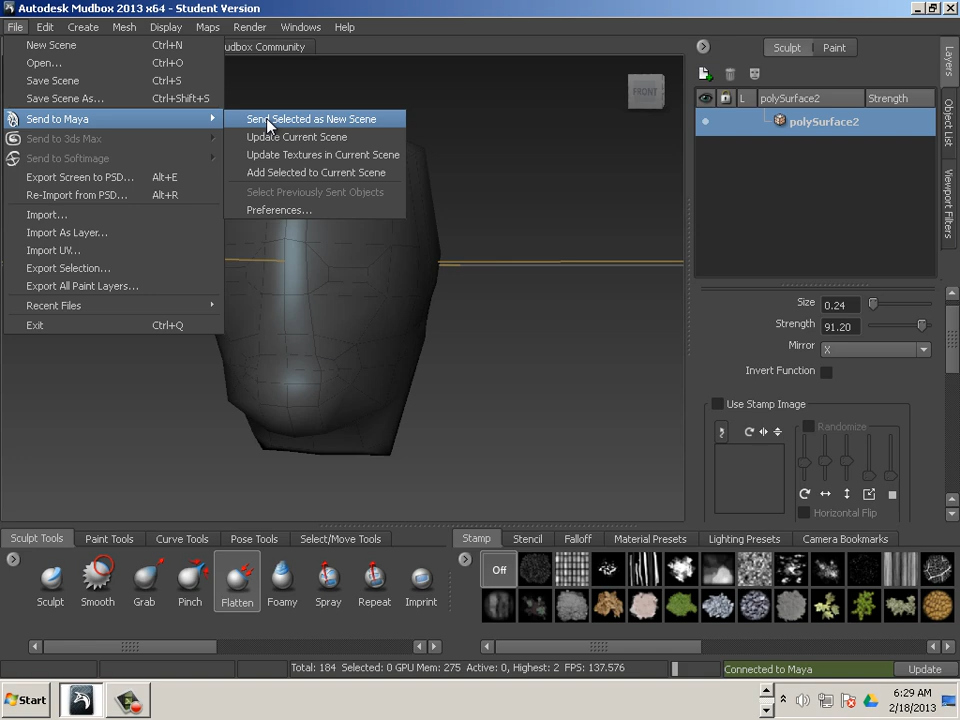 Autodesk Mudbox 2013 x64 - Student Version
File Edit Create Mesh Display Maps Render Windows Help
New Scene Ctrl+N
Open... Ctrl+O
Save Scene Ctrl+S
Save Scene As... Ctrl+Shift+S
Send to Maya
Send to 3ds Max
Send to Softimage
Export Screen to PSD... Alt+E
Re-Import from PSD... Alt+R
Import...
Import As Layer...
Import UV...
Export Selection...
Export All Paint Layers...
Recent Files
Exit Ctrl+Q
Send Selected as New Scene
Update Current Scene
Update Textures in Current Scene
Add Selected to Current Scene
Select Previously Sent Objects
Preferences...
udbox Community
FRONT
Sculpt Paint
L polySurface2 Strength
polySurface2
Layers
Object List
Viewport Filters
Size 0.24
Strength 91.20
Mirror X
Invert Function
Use Stamp Image
Randomize
Horizontal Flip
Sculpt Tools Paint Tools Curve Tools Pose Tools Select/Move Tools
Sculpt Smooth Grab Pinch Flatten Foamy Spray Repeat Imprint
Stamp Stencil Falloff Material Presets Lighting Presets Camera Bookmarks
Off
Total: 184 Selected: 0 GPU Mem: 275 Active: 0, Highest: 2 FPS: 137.576
Connected to Maya Update
Start
6:29 AM
2/18/2013